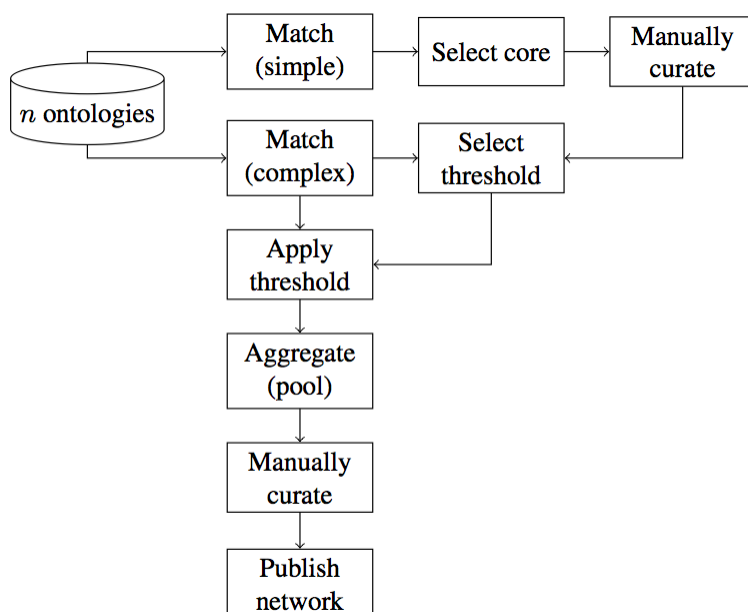 Match
(simple)
Select core
Manually
curate
n ontologies
Match
(complex)
Select
threshold
Apply
threshold
Aggregate
(pool)
Manually
curate
Publish
network